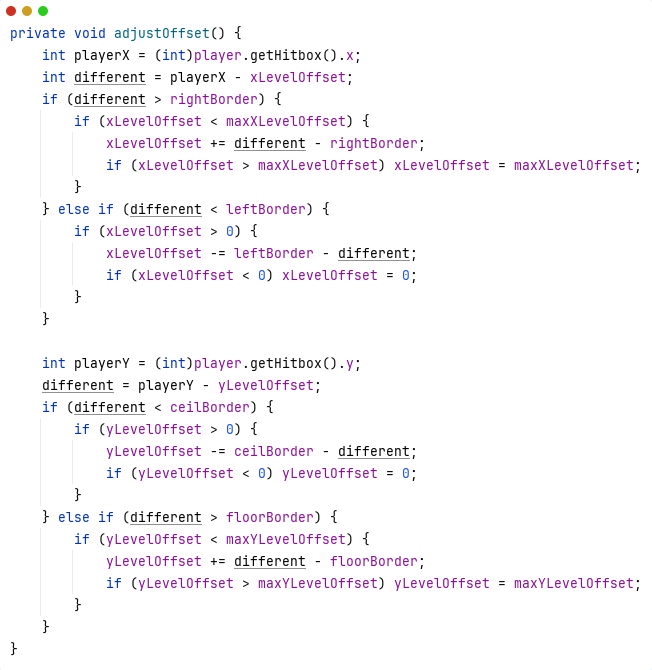 private void adjustOffset() {
    int playerX = (int)player.getHitbox().x;
    int different = playerX - xLevelOffset;
    if (different > rightBorder) {
        if (xLevelOffset < maxXLevelOffset) {
            xLevelOffset += different - rightBorder;
            if (xLevelOffset > maxXLevelOffset) xLevelOffset = maxXLevelOffset;
        }
    } else if (different < leftBorder) {
        if (xLevelOffset > 0) {
            xLevelOffset -= leftBorder - different;
            if (xLevelOffset < 0) xLevelOffset = 0;
        }
    }

    int playerY = (int)player.getHitbox().y;
    different = playerY - yLevelOffset;
    if (different < ceilBorder) {
        if (yLevelOffset > 0) {
            yLevelOffset -= ceilBorder - different;
            if (yLevelOffset < 0) yLevelOffset = 0;
        }
    } else if (different > floorBorder) {
        if (yLevelOffset < maxYLevelOffset) {
            yLevelOffset += different - floorBorder;
            if (yLevelOffset > maxYLevelOffset) yLevelOffset = maxYLevelOffset;
        }
    }
}